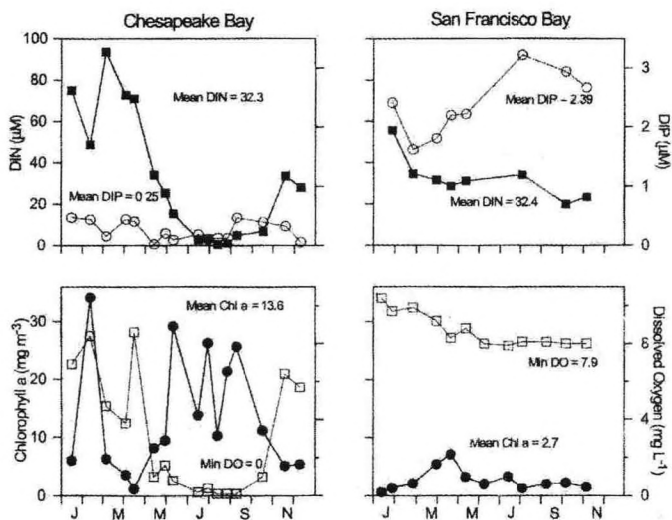 Chesapeake Bay
San Francisco Bay
100
80
60
40
20
0
DIN (µM)
Mean DIN = 32.3
Mean DIP = 0 25
Mean DIP - 2.39
Mean DIN = 32.4
3
2
1
0
DIP (µM)
30
20
10
0
Chlorophyll a (mg m-3)
Mean Chl a = 13.6
Min DO = 0
Min DO = 7.9
Mean Chl a = 2.7
6
4
2
0
Dissolved Oxygen (mg L-1)
J M M J S N
J M M J S N